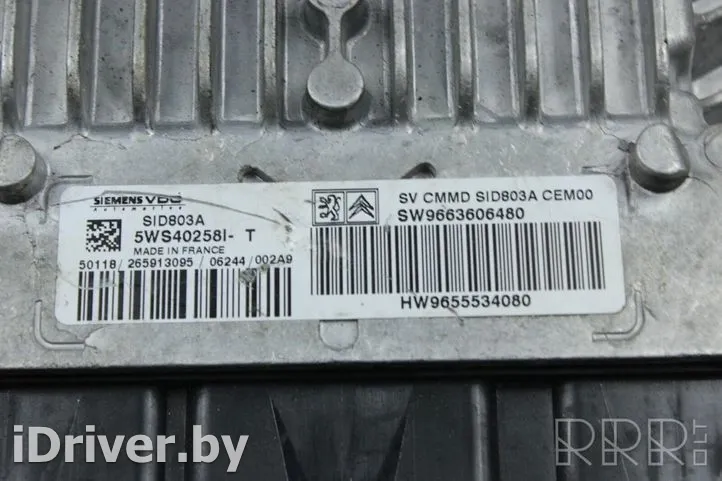 SIEMENS VDO
Automotive
SID803A
5WS40258I- T
MADE IN FRANCE
50118/265913095/06244/002A9
SV CMMD SID803A CEM00
SW9663606480
HW9655534080
iDriver.by
RRR.LT